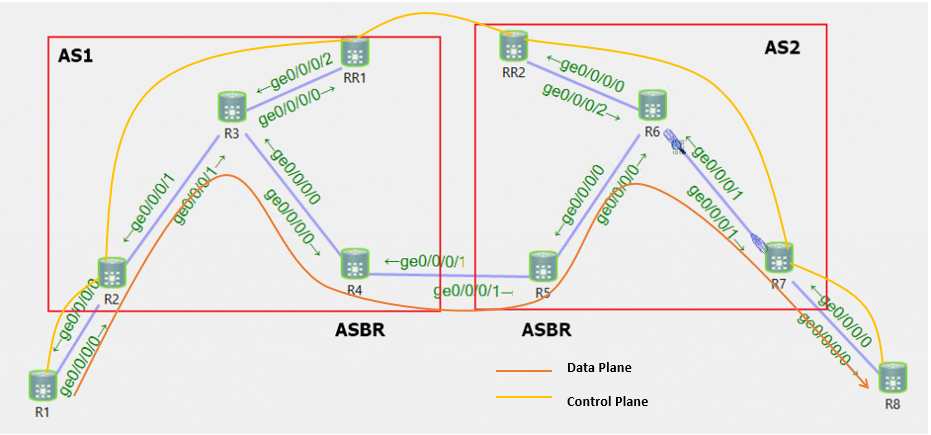 AS1
AS2
RR1
RR2
←ge0/0/0/2
ge0/0/0/0→
←ge0/0/0/0
ge0/0/0/2→
R3
R6
←ge0/0/0/1
ge0/0/0/1→
←ge0/0/0/0
ge0/0/0/0→
←ge0/0/0/0
ge0/0/0/0→
←ge0/0/0/1
ge0/0/0/1→
R2
R4
←ge0/0/0/1
ge0/0/0/1
R5
R7
ASBR
ASBR
←ge0/0/0/0
ge0/0/0/0→
←ge0/0/0/0
ge0/0/0/0→
R1
R8
Data Plane
Control Plane